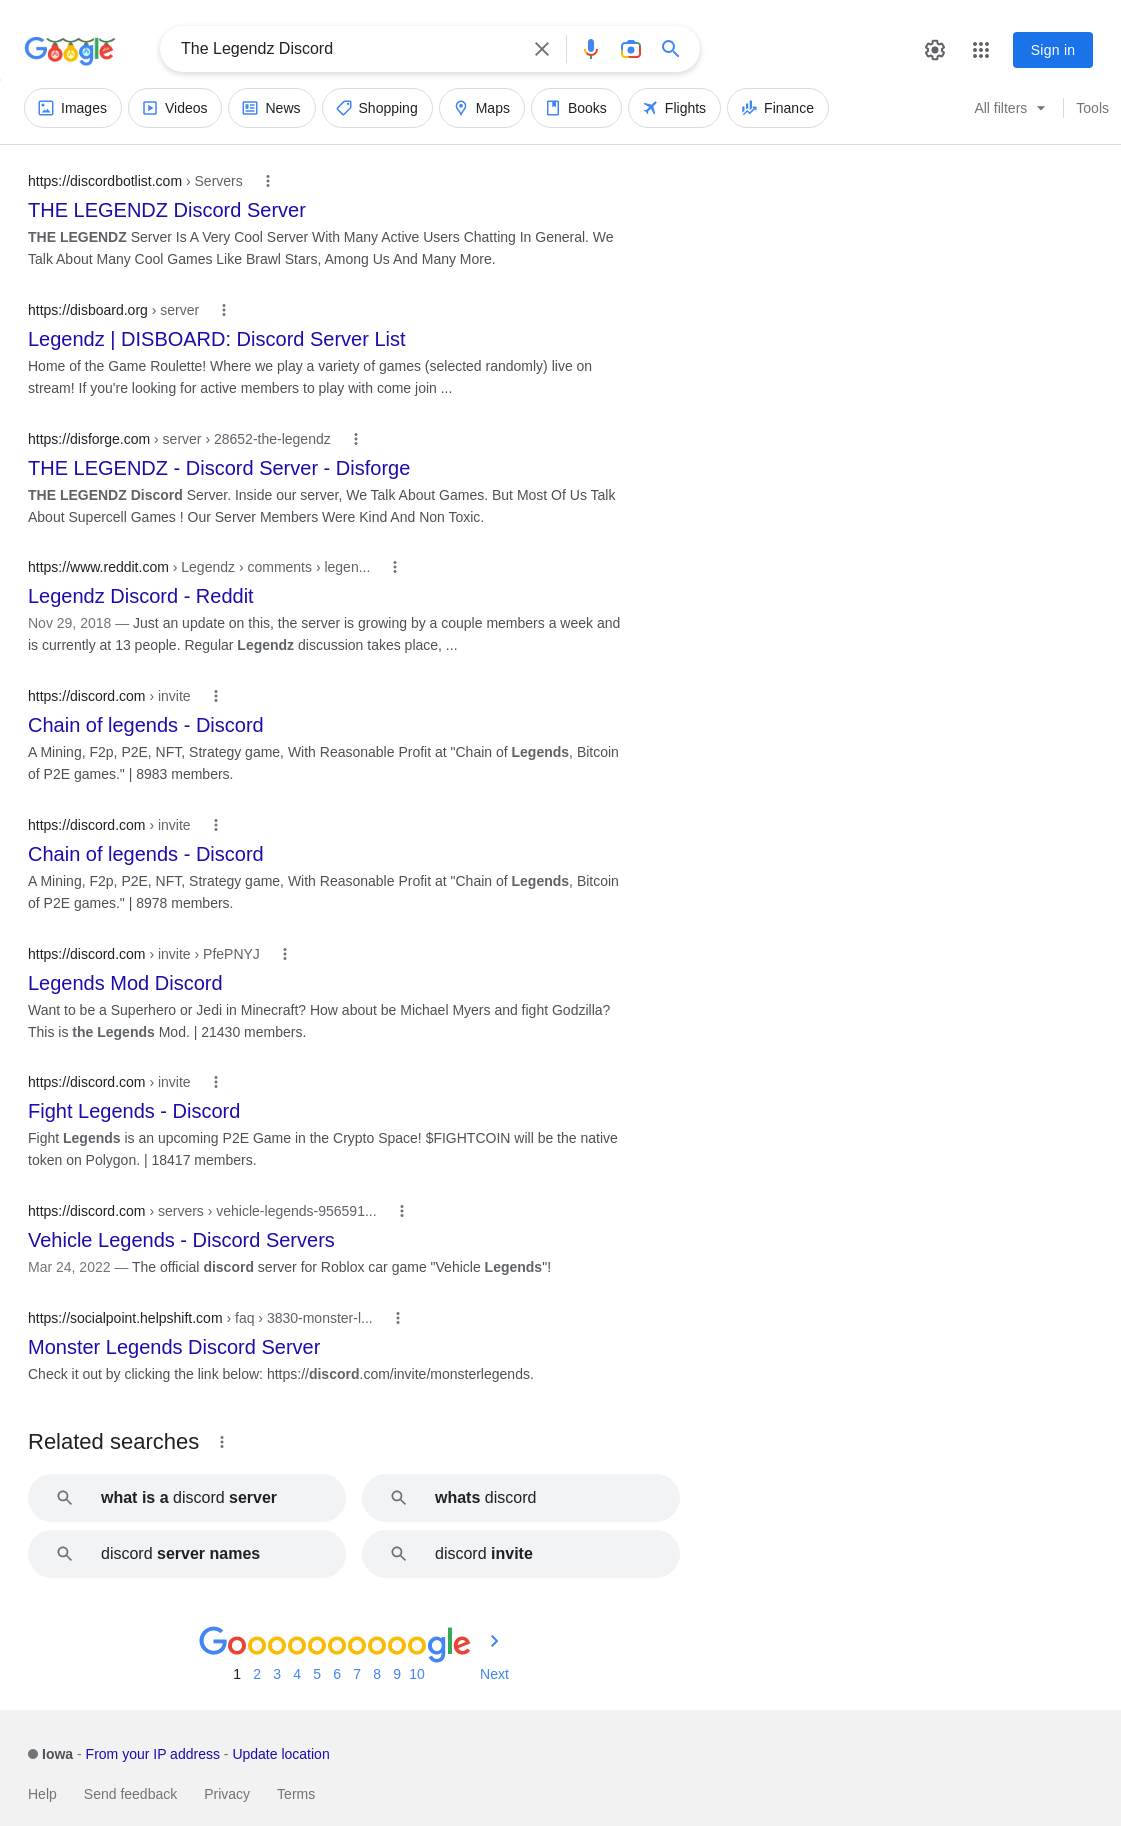 Google
The Legendz Discord
Sign in
Images Videos News Shopping Maps Books Flights Finance All filters Tools
https://discordbotlist.com › Servers
THE LEGENDZ Discord Server
THE LEGENDZ Server Is A Very Cool Server With Many Active Users Chatting In General. We
Talk About Many Cool Games Like Brawl Stars, Among Us And Many More.
https://disboard.org › server
Legendz | DISBOARD: Discord Server List
Home of the Game Roulette! Where we play a variety of games (selected randomly) live on
stream! If you're looking for active members to play with come join ...
https://disforge.com › server › 28652-the-legendz
THE LEGENDZ - Discord Server - Disforge
THE LEGENDZ Discord Server. Inside our server, We Talk About Games. But Most Of Us Talk
About Supercell Games ! Our Server Members Were Kind And Non Toxic.
https://www.reddit.com › Legendz › comments › legen...
Legendz Discord - Reddit
Nov 29, 2018 — Just an update on this, the server is growing by a couple members a week and
is currently at 13 people. Regular Legendz discussion takes place, ...
https://discord.com › invite
Chain of legends - Discord
A Mining, F2p, P2E, NFT, Strategy game, With Reasonable Profit at "Chain of Legends, Bitcoin
of P2E games." | 8983 members.
https://discord.com › invite
Chain of legends - Discord
A Mining, F2p, P2E, NFT, Strategy game, With Reasonable Profit at "Chain of Legends, Bitcoin
of P2E games." | 8978 members.
https://discord.com › invite › PfePNYJ
Legends Mod Discord
Want to be a Superhero or Jedi in Minecraft? How about be Michael Myers and fight Godzilla?
This is the Legends Mod. | 21430 members.
https://discord.com › invite
Fight Legends - Discord
Fight Legends is an upcoming P2E Game in the Crypto Space! $FIGHTCOIN will be the native
token on Polygon. | 18417 members.
https://discord.com › servers › vehicle-legends-956591...
Vehicle Legends - Discord Servers
Mar 24, 2022 — The official discord server for Roblox car game "Vehicle Legends"!
https://socialpoint.helpshift.com › faq › 3830-monster-l...
Monster Legends Discord Server
Check it out by clicking the link below: https://discord.com/invite/monsterlegends.
Related searches
what is a discord server
whats discord
discord server names
discord invite
Goooooooooogle
1 2 3 4 5 6 7 8 9 10 Next
Iowa - From your IP address - Update location
Help Send feedback Privacy Terms